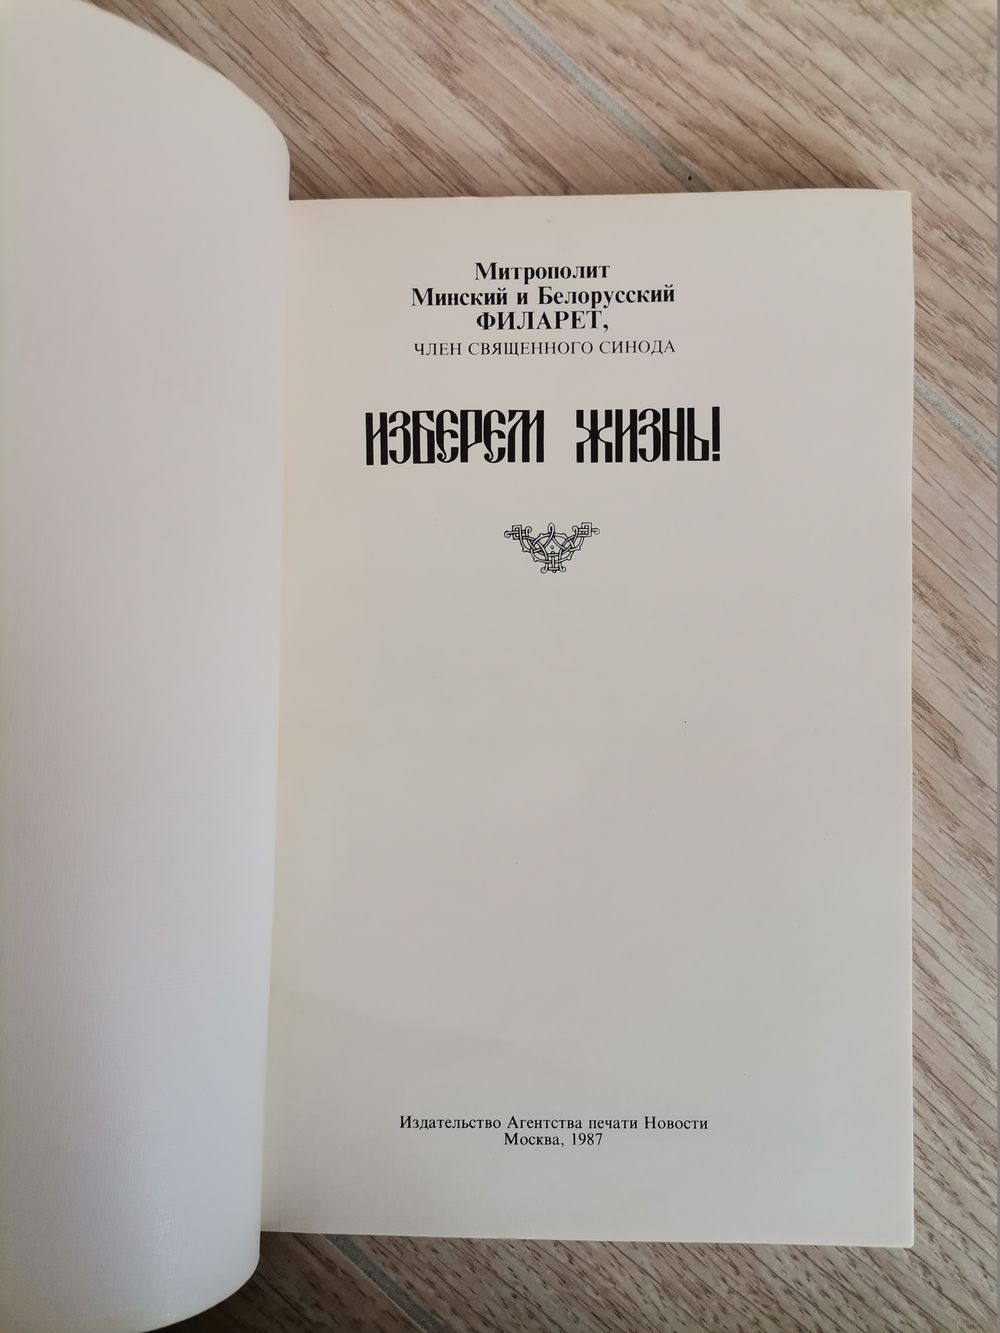 Митрополит
Минский и Белорусский
ФИЛАРЕТ,
ЧЛЕН СВЯЩЕННОГО СИНОДА
ИЗБЕРЕМ ЖИЗНЬ!
Издательство Агентства печати Новости
Москва, 1987